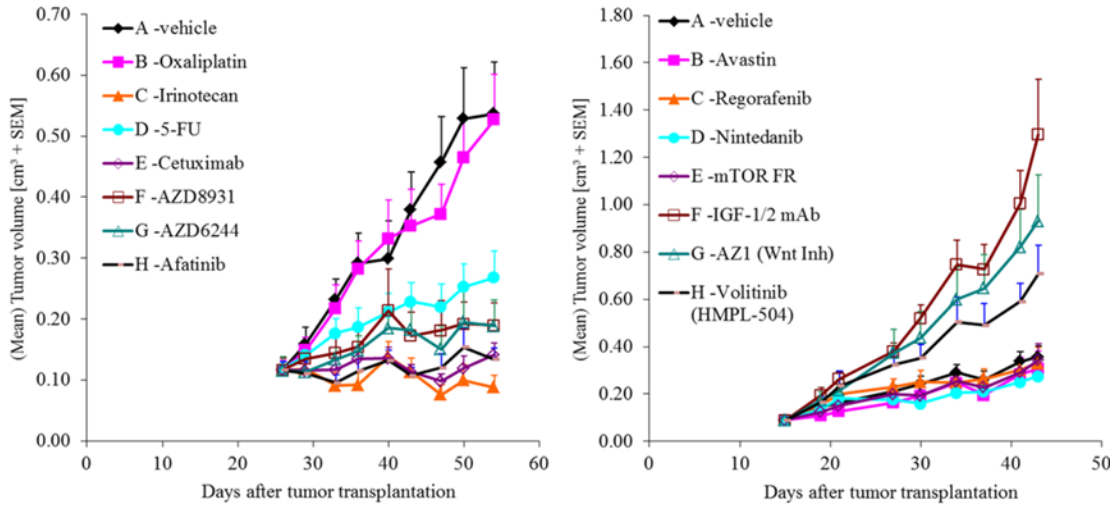 0.70
0.60
0.50
0.40
0.30
0.20
0.10
0.00
(Mean) Tumor volume [cm³ + SEM]
A -vehicle
B -Oxaliplatin
C -Irinotecan
D -5-FU
E -Cetuximab
F -AZD8931
G -AZD6244
H -Afatinib
0 10 20 30 40 50 60
Days after tumor transplantation
1.80
1.60
1.40
1.20
1.00
0.80
0.60
0.40
0.20
0.00
(Mean) Tumor volume [cm³ + SEM]
A -vehicle
B -Avastin
C -Regorafenib
D -Nintedanib
E -mTOR FR
F -IGF-1/2 mAb
G -AZ1 (Wnt Inh)
H -Volitinib
(HMPL-504)
0 10 20 30 40 50
Days after tumor transplantation